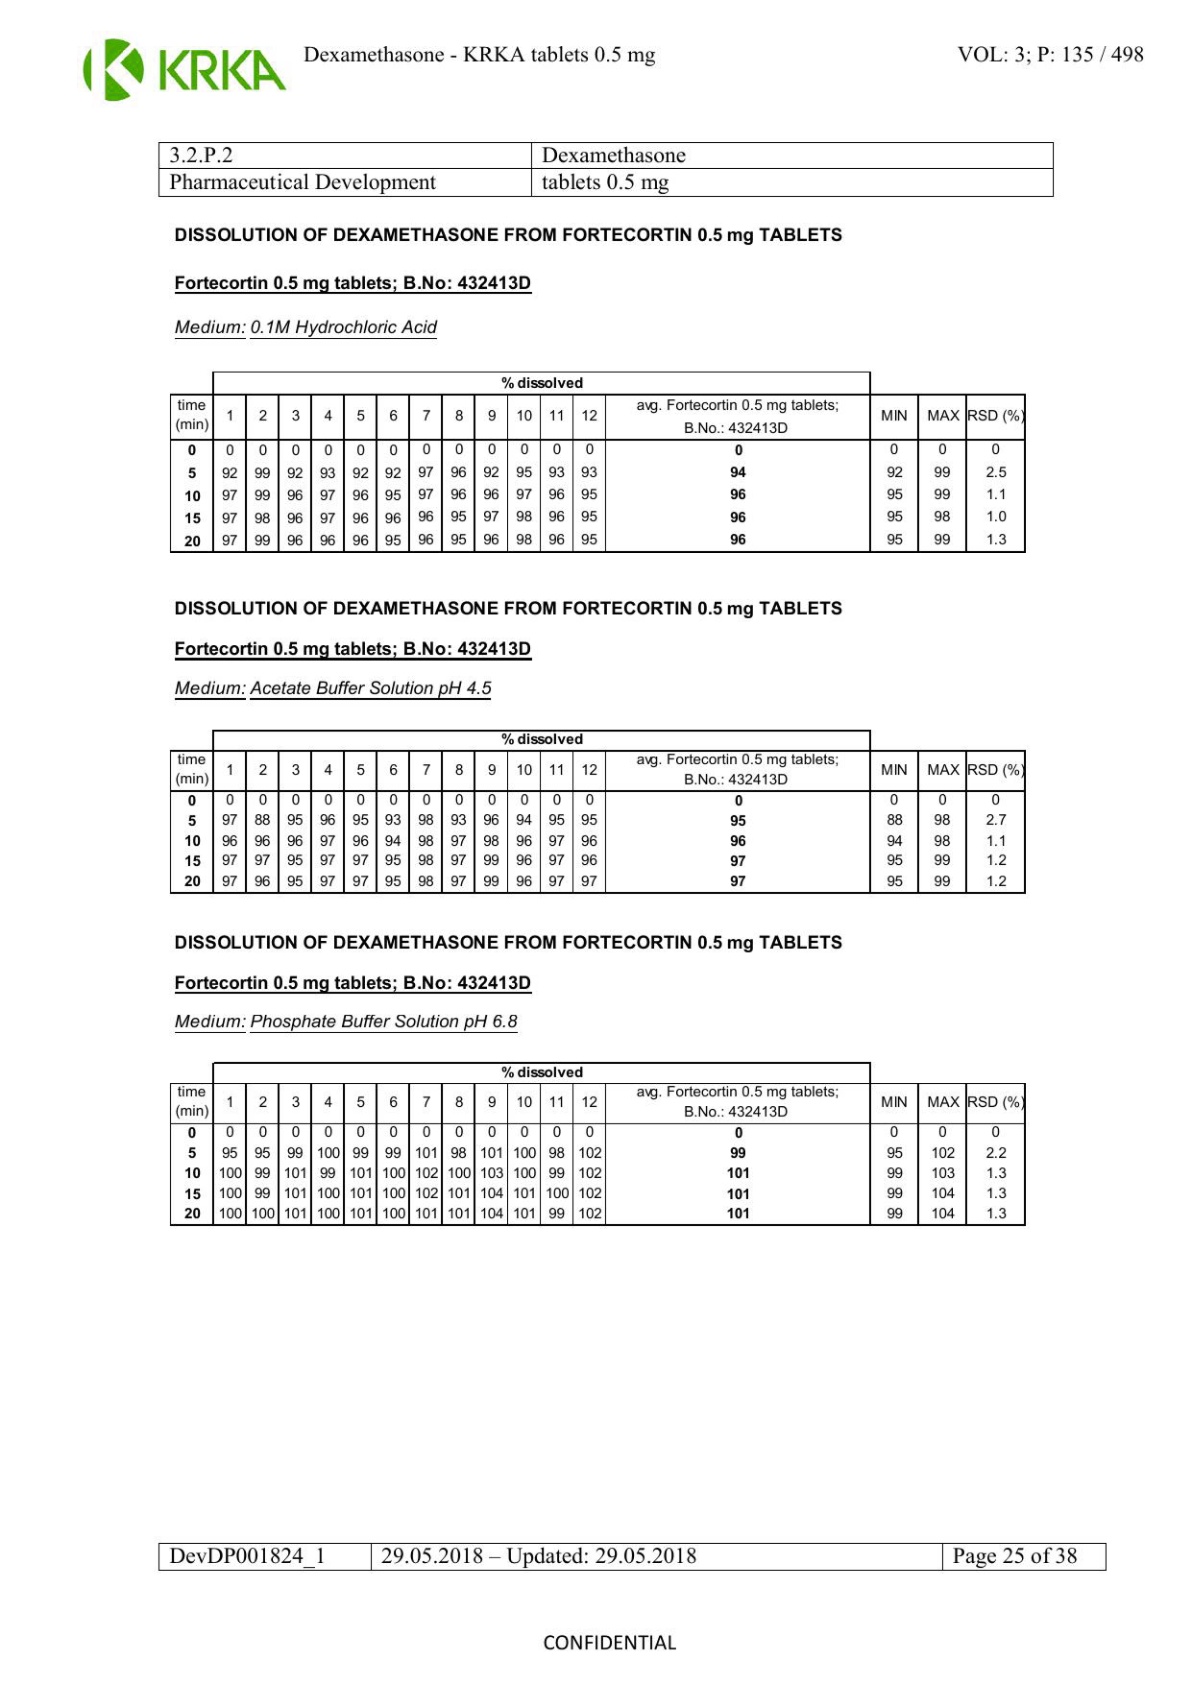 KRKA
Dexamethasone - KRKA tablets 0.5 mg
VOL: 3; P: 135 / 498
3.2.P.2 Dexamethasone
Pharmaceutical Development tablets 0.5 mg
DISSOLUTION OF DEXAMETHASONE FROM FORTECORTIN 0.5 mg TABLETS
Fortecortin 0.5 mg tablets; B.No: 432413D
Medium: 0.1M Hydrochloric Acid
% dissolved
time (min) 1 2 3 4 5 6 7 8 9 10 11 12 avg. Fortecortin 0.5 mg tablets; B.No.: 432413D MIN MAX RSD (%)
0 0 0 0 0 0 0 0 0 0 0 0 0 0 0 0 0
5 92 99 92 93 92 92 97 96 92 95 93 93 94 92 99 2.5
10 97 99 96 97 96 95 97 96 96 97 96 95 96 95 99 1.1
15 97 98 96 97 96 96 96 95 97 98 96 95 96 95 98 1.0
20 97 99 96 96 96 95 96 95 96 98 96 95 96 95 99 1.3
DISSOLUTION OF DEXAMETHASONE FROM FORTECORTIN 0.5 mg TABLETS
Fortecortin 0.5 mg tablets; B.No: 432413D
Medium: Acetate Buffer Solution pH 4.5
% dissolved
time (min) 1 2 3 4 5 6 7 8 9 10 11 12 avg. Fortecortin 0.5 mg tablets; B.No.: 432413D MIN MAX RSD (%)
0 0 0 0 0 0 0 0 0 0 0 0 0 0 0 0 0
5 97 88 95 96 95 93 98 93 96 94 95 95 95 88 98 2.7
10 96 96 96 97 96 94 98 97 98 96 97 96 96 94 98 1.1
15 97 97 95 97 97 95 98 97 99 96 97 96 97 95 99 1.2
20 97 96 95 97 97 95 98 97 99 96 97 97 97 95 99 1.2
DISSOLUTION OF DEXAMETHASONE FROM FORTECORTIN 0.5 mg TABLETS
Fortecortin 0.5 mg tablets; B.No: 432413D
Medium: Phosphate Buffer Solution pH 6.8
% dissolved
time (min) 1 2 3 4 5 6 7 8 9 10 11 12 avg. Fortecortin 0.5 mg tablets; B.No.: 432413D MIN MAX RSD (%)
0 0 0 0 0 0 0 0 0 0 0 0 0 0 0 0 0
5 95 95 99 100 99 99 101 98 101 100 98 102 99 95 102 2.2
10 100 99 101 99 101 100 102 100 103 100 99 102 101 99 103 1.3
15 100 99 101 100 101 100 102 101 104 101 100 102 101 99 104 1.3
20 100 100 101 100 101 100 101 101 104 101 99 102 101 99 104 1.3
DevDP001824_1 29.05.2018 – Updated: 29.05.2018 Page 25 of 38
CONFIDENTIAL